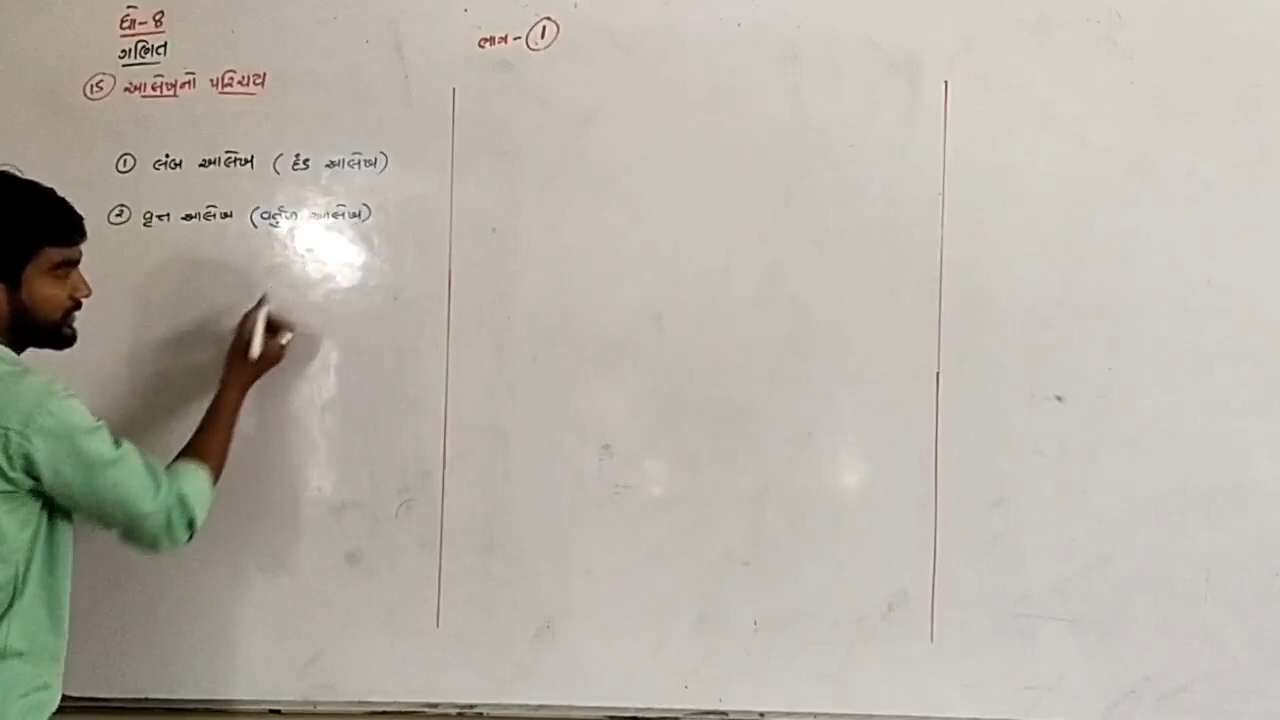 ધો-8
ભાગ-①
ગણિત
⑮ આલેખનો પરિચય
① લંબ આલેખ (દંડ આલેખ)
② વૃત્ત આલેખ (વર્તુળ આલેખ)